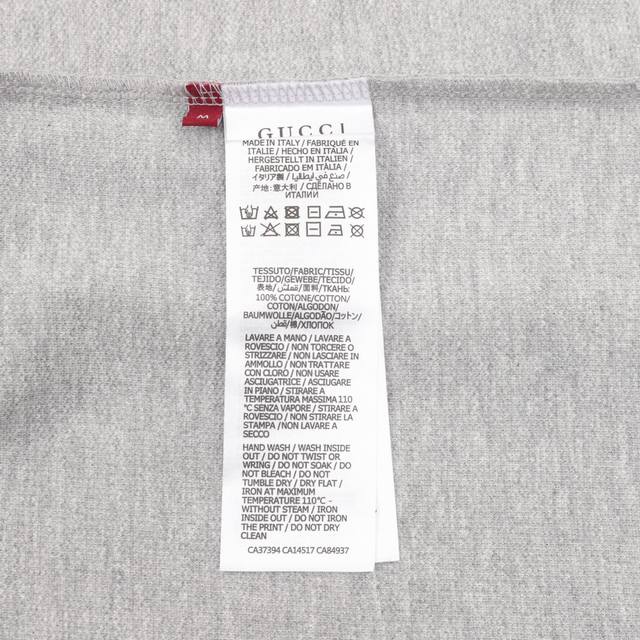 M
GUCCI
MADE IN ITALY / FABRIQUÉ EN
ITALIE / HECHO EN ITALIA /
HERGESTELLT IN ITALIEN /
FABRICADO EM ITÁLIA /
イタリア製 / صنع في ايطاليا /
产地：意大利 / СДЕЛАНО В
ИТАЛИИ
TESSUTO/FABRIC/TISSU/
TEJIDO/GEWEBE/TECIDO/
表地/قماش/面料/ТКАНЬ:
100% COTONE/COTTON/
COTON/ALGODON/
BAUMWOLLE/ALGODÃO/コットン/
قطن/棉/ХЛОПОК
LAVARE A MANO / LAVARE A
ROVESCIO / NON TORCERE O
STRIZZARE / NON LASCIARE IN
AMMOLLO / NON TRATTARE
CON CLORO / NON USARE
ASCIUGATRICE / ASCIUGARE
IN PIANO / STIRARE A
TEMPERATURA MASSIMA 110
°C SENZA VAPORE / STIRARE A
ROVESCIO / NON STIRARE LA
STAMPA /NON LAVARE A
SECCO
HAND WASH / WASH INSIDE
OUT / DO NOT TWIST OR
WRING / DO NOT SOAK / DO
NOT BLEACH / DO NOT
TUMBLE DRY / DRY FLAT /
IRON AT MAXIMUM
TEMPERATURE 110°C -
WITHOUT STEAM / IRON
INSIDE OUT / DO NOT IRON
THE PRINT / DO NOT DRY
CLEAN
CA37394 CA14517 CA84937